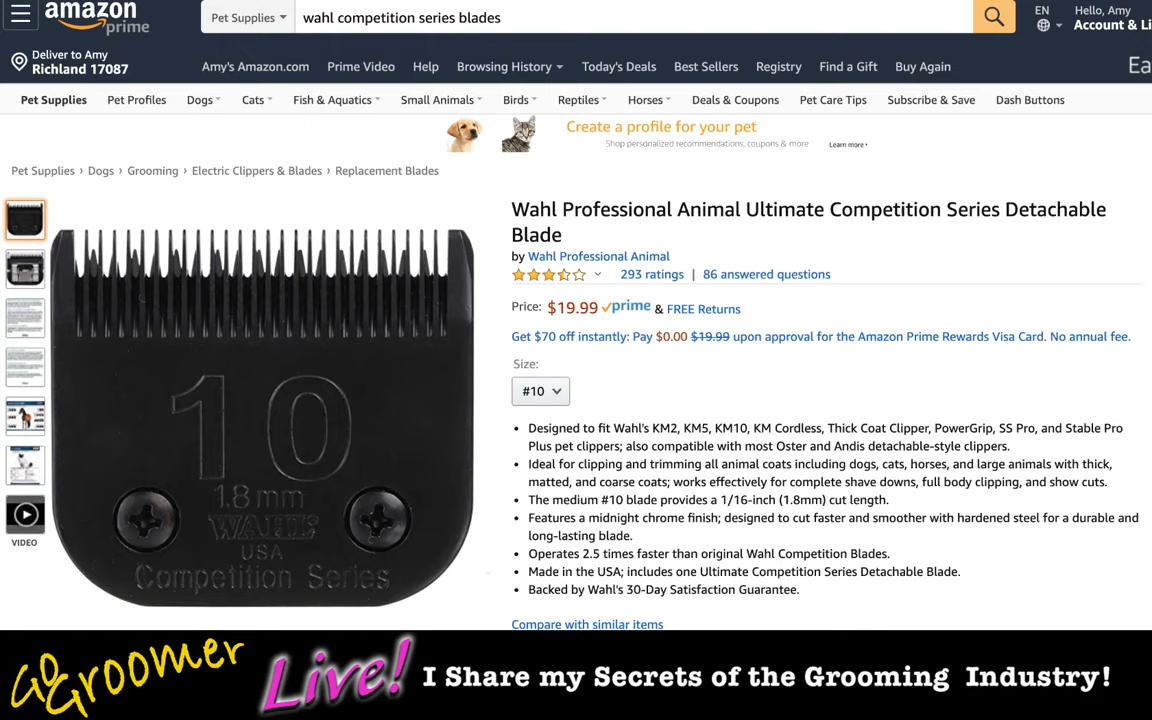 amazon
prime
Pet Supplies
wahl competition series blades
EN
Hello, Amy
Account & Li
Deliver to Amy
Richland 17087
Amy's Amazon.com Prime Video Help Browsing History Today's Deals Best Sellers Registry Find a Gift Buy Again
Ea
Pet Supplies Pet Profiles Dogs Cats Fish & Aquatics Small Animals Birds Reptiles Horses Deals & Coupons Pet Care Tips Subscribe & Save Dash Buttons
Create a profile for your pet
Shop personalized recommendations, coupons & more
Learn more
Pet Supplies › Dogs › Grooming › Electric Clippers & Blades › Replacement Blades
10
1.8mm
WAHL
USA
Competition Series
VIDEO
Wahl Professional Animal Ultimate Competition Series Detachable
Blade
by Wahl Professional Animal
293 ratings | 86 answered questions
Price: $19.99 prime & FREE Returns
Get $70 off instantly: Pay $0.00 $19.99 upon approval for the Amazon Prime Rewards Visa Card. No annual fee.
Size:
#10
• Designed to fit Wahl's KM2, KM5, KM10, KM Cordless, Thick Coat Clipper, PowerGrip, SS Pro, and Stable Pro
Plus pet clippers; also compatible with most Oster and Andis detachable-style clippers.
• Ideal for clipping and trimming all animal coats including dogs, cats, horses, and large animals with thick,
matted, and coarse coats; works effectively for complete shave downs, full body clipping, and show cuts.
• The medium #10 blade provides a 1/16-inch (1.8mm) cut length.
• Features a midnight chrome finish; designed to cut faster and smoother with hardened steel for a durable and
long-lasting blade.
• Operates 2.5 times faster than original Wahl Competition Blades.
• Made in the USA; includes one Ultimate Competition Series Detachable Blade.
• Backed by Wahl's 30-Day Satisfaction Guarantee.
Compare with similar items
GoGroomer
Live!
I Share my Secrets of the Grooming Industry!